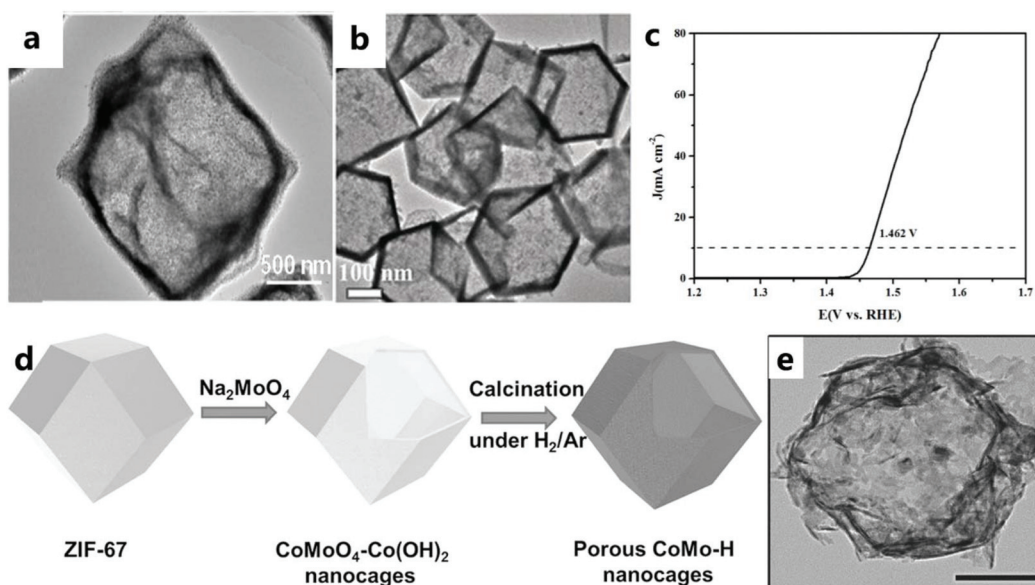 a
500 nm
b
100 nm
c
80
60
40
20
0
J(mA cm⁻²)
1.462 V
1.2 1.3 1.4 1.5 1.6 1.7
E(V vs. RHE)
d
Na₂MoO₄
Calcination
under H₂/Ar
ZIF-67
CoMoO₄-Co(OH)₂
nanocages
Porous CoMo-H
nanocages
e